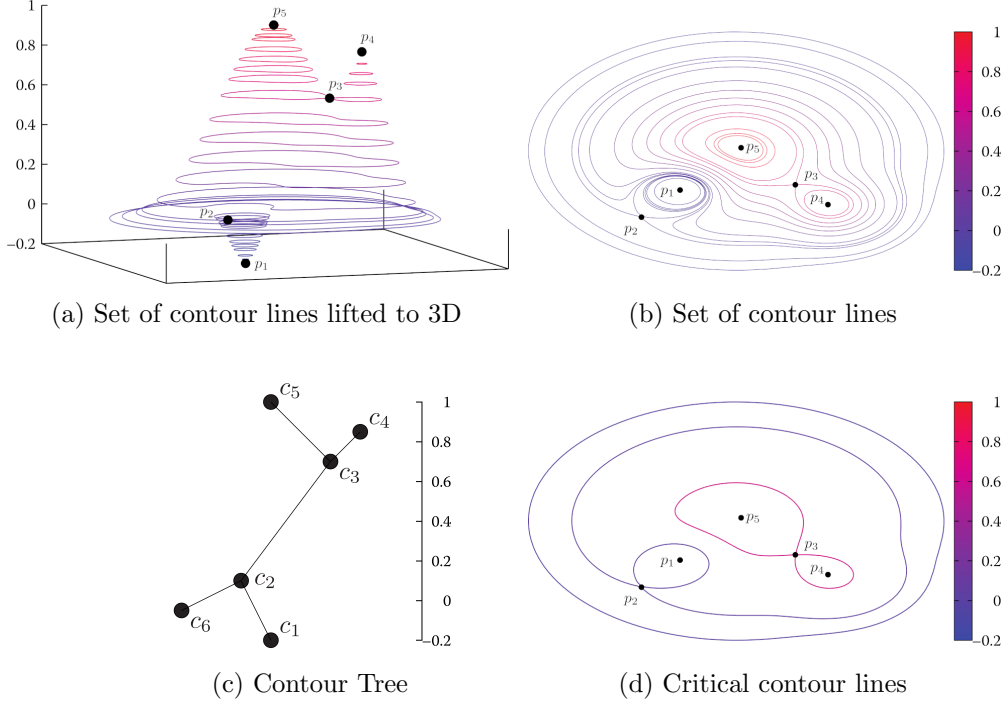 1
0.8
0.6
0.4
0.2
0
−0.2
p5
p4
p3
p2
p1
1
0.8
0.6
0.4
0.2
0
−0.2
p5
p1
p3
p4
p2
(a) Set of contour lines lifted to 3D
(b) Set of contour lines
c5
c4
c3
c2
c6
c1
1
0.8
0.6
0.4
0.2
0
−0.2
1
0.8
0.6
0.4
0.2
0
−0.2
p5
p3
p1
p4
p2
(c) Contour Tree
(d) Critical contour lines